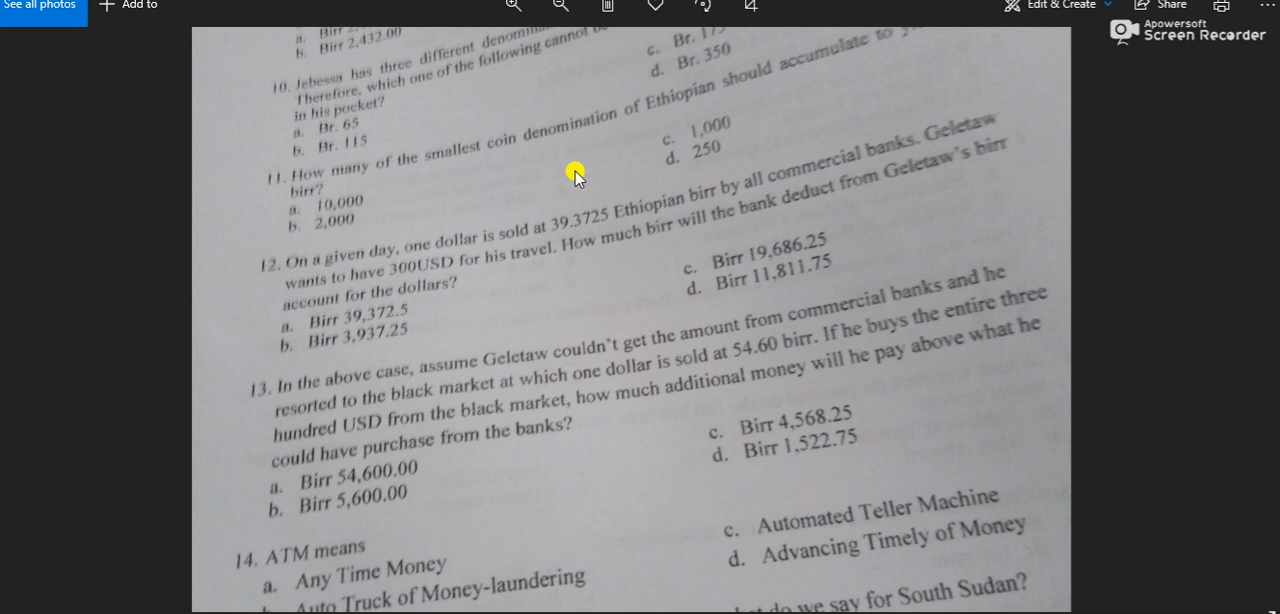 See all photos
Add to
Edit & Create
Share
Apowersoft
Screen Recorder
a. Birr
b. Birr 2,432.00
10. Jebessa has three different
Therefore, which one of the following cannot
in his pocket?
a. Br. 65
b. Br. 115
c. Br.
d. Br. 350
11. How many of the smallest coin denomination of Ethiopian should accumulate to
birr?
a. 10,000
b. 2,000
c. 1,000
d. 250
12. On a given day, one dollar is sold at 39.3725 Ethiopian birr by all commercial banks. Geletaw
wants to have 300USD for his travel. How much birr will the bank deduct from Geletaw's birr
account for the dollars?
a. Birr 39,372.5
b. Birr 3,937.25
c. Birr 19,686.25
d. Birr 11,811.75
13. In the above case, assume Geletaw couldn't get the amount from commercial banks and he
resorted to the black market at which one dollar is sold at 54.60 birr. If he buys the entire three
hundred USD from the black market, how much additional money will he pay above what he
could have purchase from the banks?
a. Birr 54,600.00
b. Birr 5,600.00
c. Birr 4,568.25
d. Birr 1,522.75
14. ATM means
a. Any Time Money
Auto Truck of Money-laundering
c. Automated Teller Machine
d. Advancing Timely of Money
do we say for South Sudan?